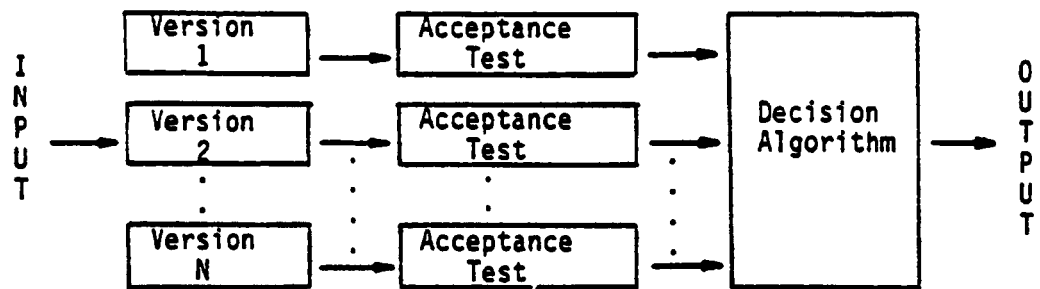 INPUT
Version
1
Acceptance
Test
Version
2
Acceptance
Test
Version
N
Acceptance
Test
Decision
Algorithm
OUTPUT